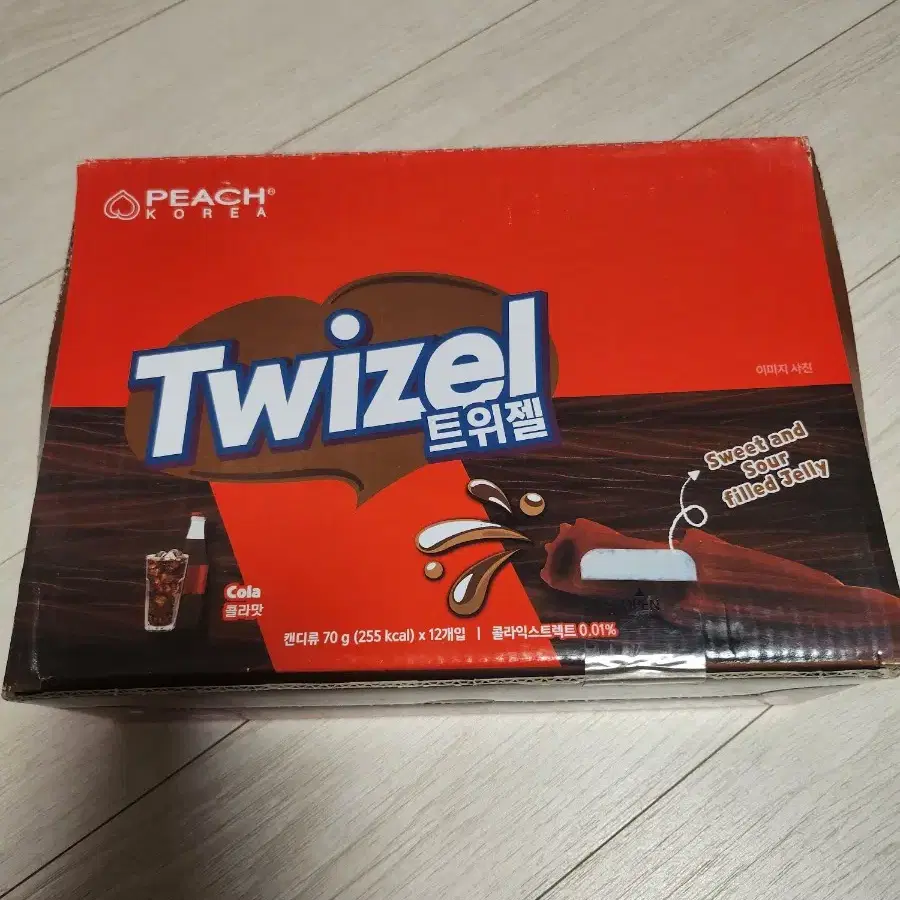 PEACH®
KOREA
Twizel
트위젤
이미지 사진
Sweet and
Sour
filled Jelly
Cola
콜라맛
캔디류 70 g (255 kcal) x 12개입 | 콜라익스트렉트 0.01%